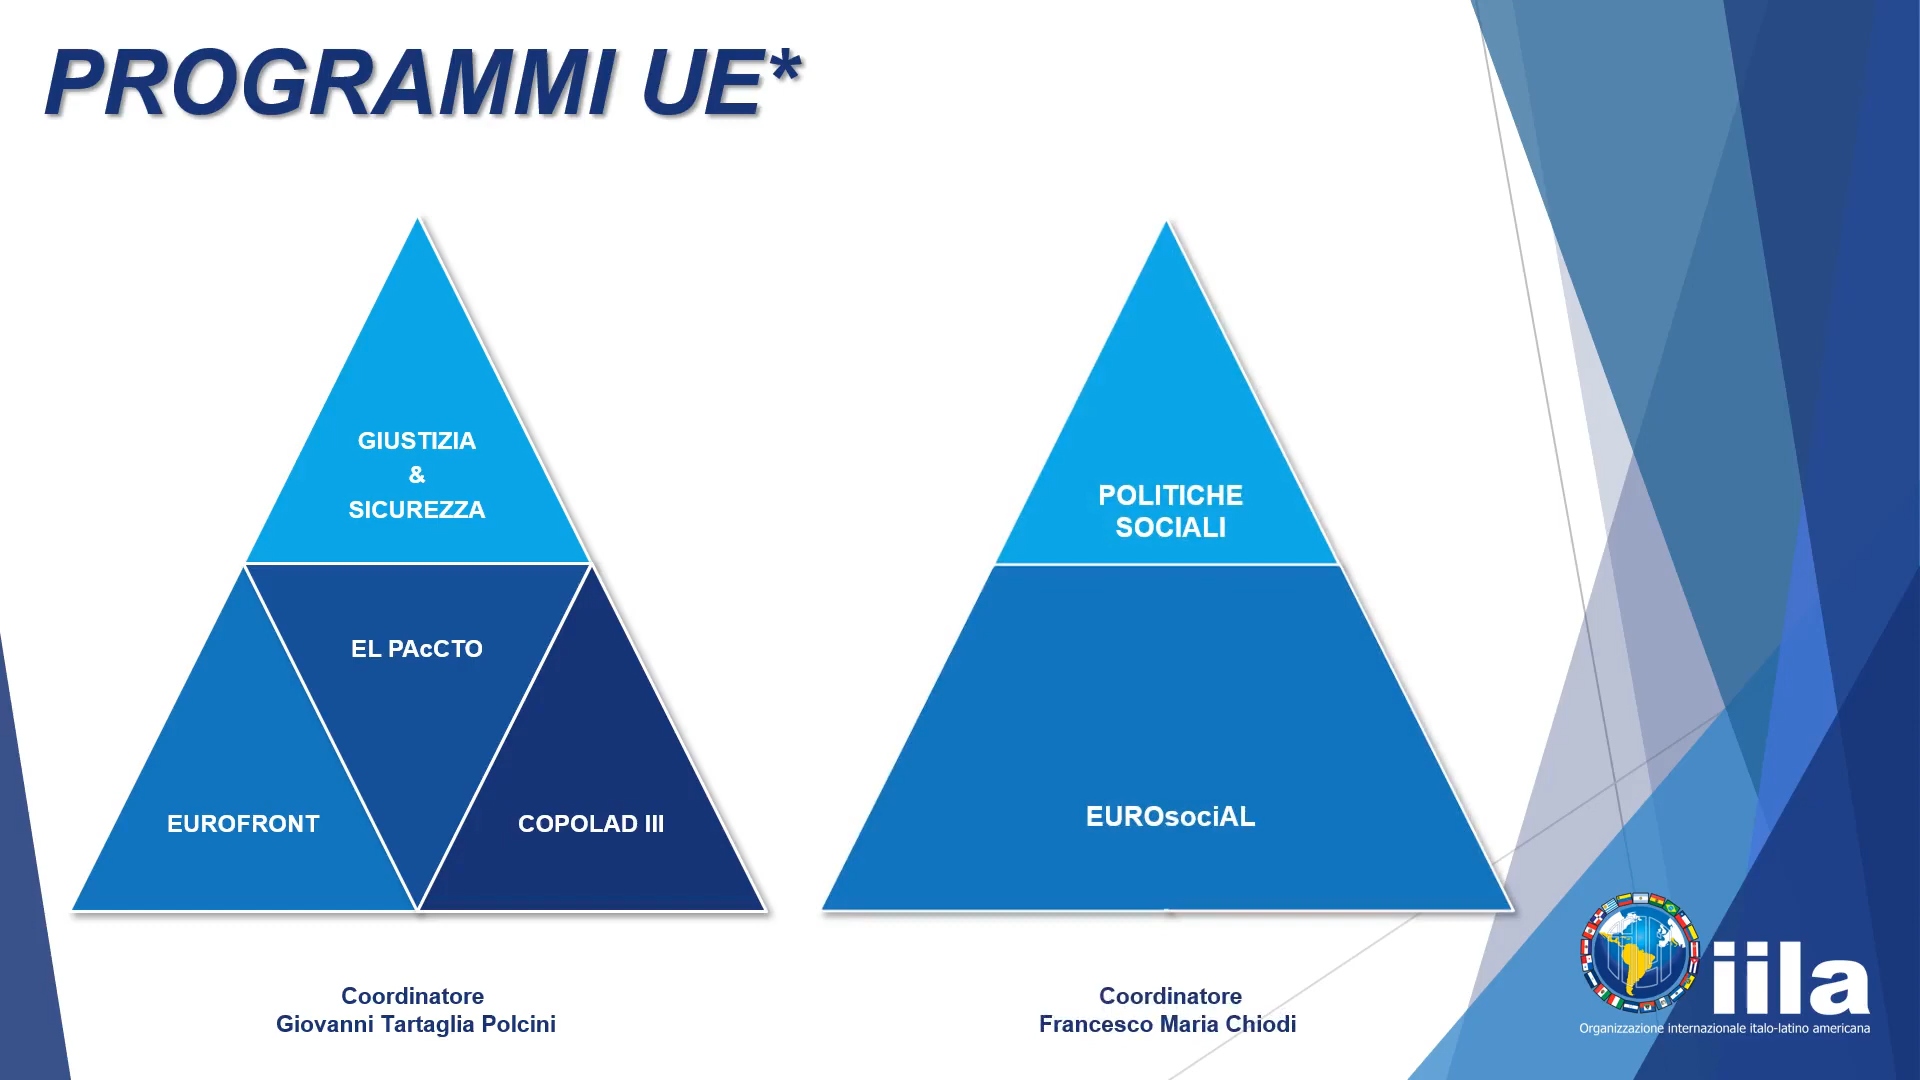 PROGRAMMI UE*
GIUSTIZIA
&
SICUREZZA
EL PAcCTO
EUROFRONT
COPOLAD III
Coordinatore
Giovanni Tartaglia Polcini
POLITICHE
SOCIALI
EUROsociAL
Coordinatore
Francesco Maria Chiodi
iila
Organizzazione internazionale italo-latino americana